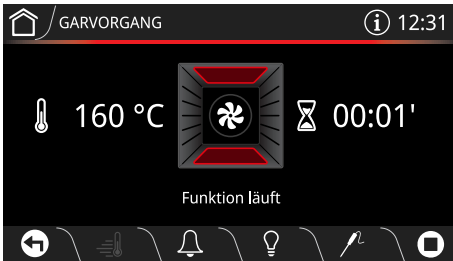 GARVORGANG
i 12:31
160 °C
00:01'
Funktion läuft